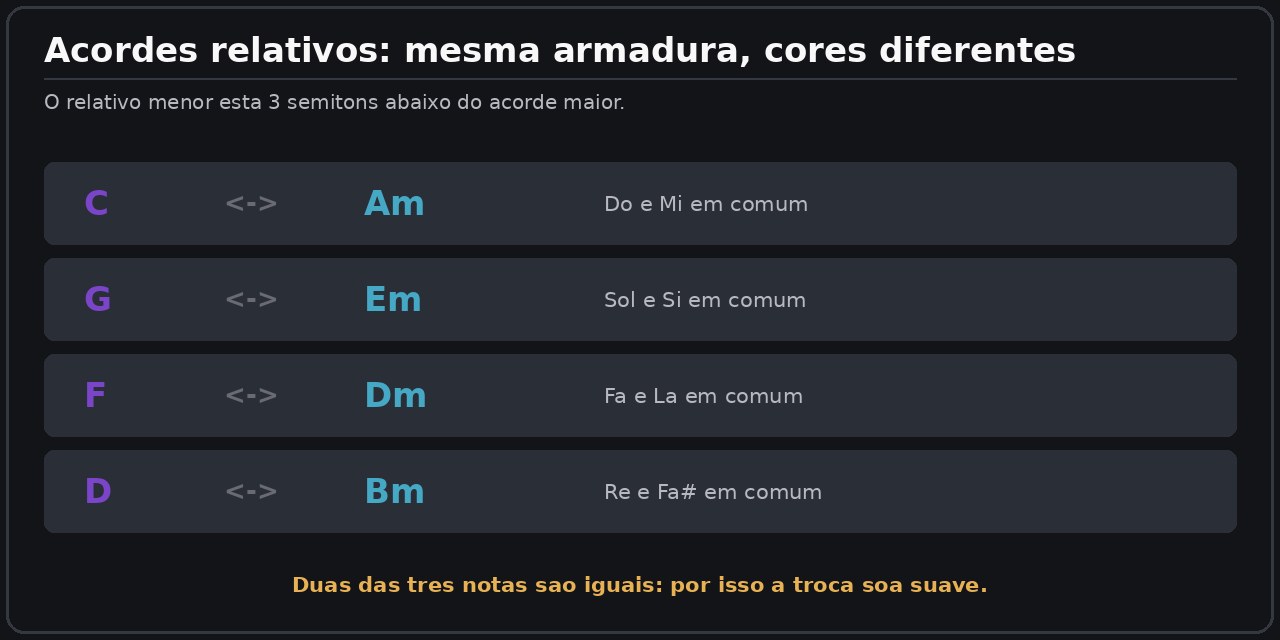 Acordes relativos: mesma armadura, cores diferentes
O relativo menor esta 3 semitons abaixo do acorde maior.
C <-> Am Do e Mi em comum
G <-> Em Sol e Si em comum
F <-> Dm Fa e La em comum
D <-> Bm Re e Fa# em comum
Duas das tres notas sao iguais: por isso a troca soa suave.